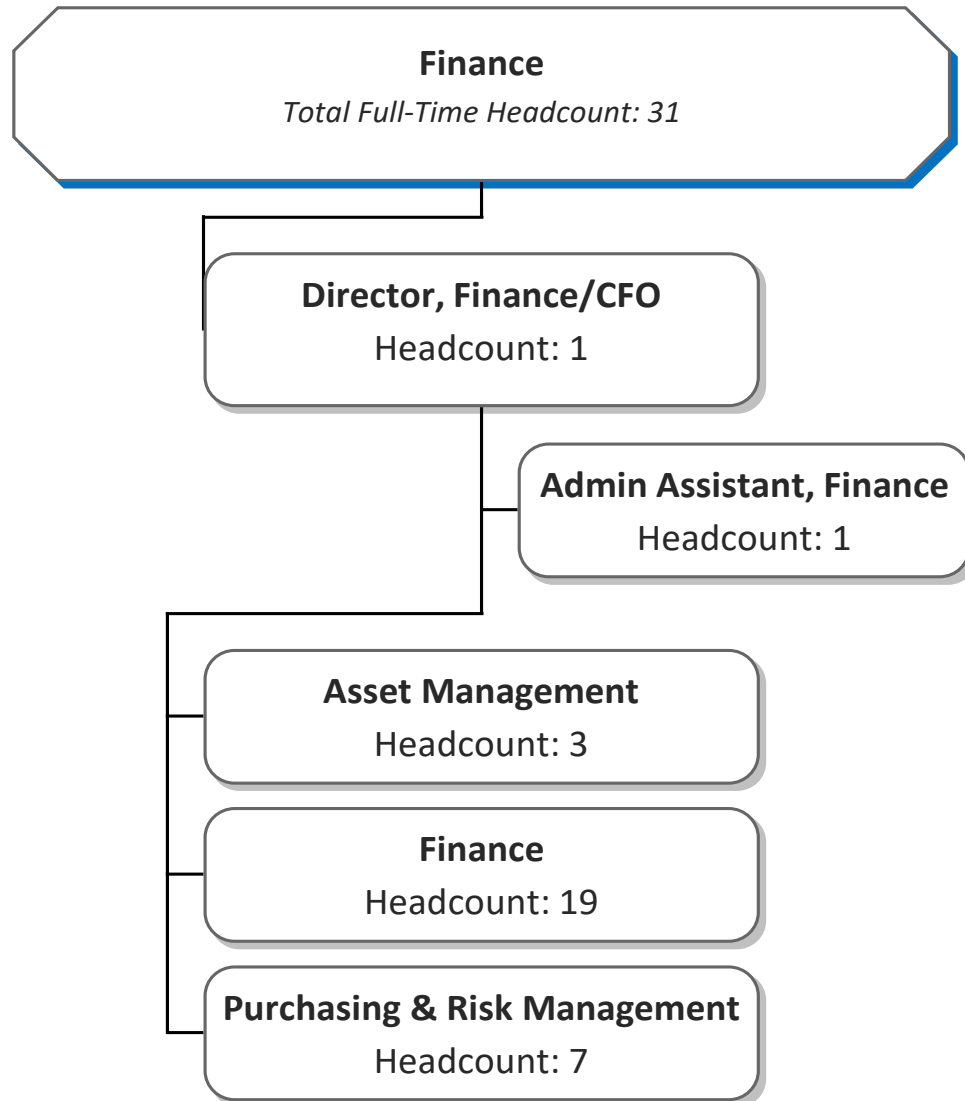 Finance
Total Full-Time Headcount: 31
Director, Finance/CFO
Headcount: 1
Admin Assistant, Finance
Headcount: 1
Asset Management
Headcount: 3
Finance
Headcount: 19
Purchasing & Risk Management
Headcount: 7